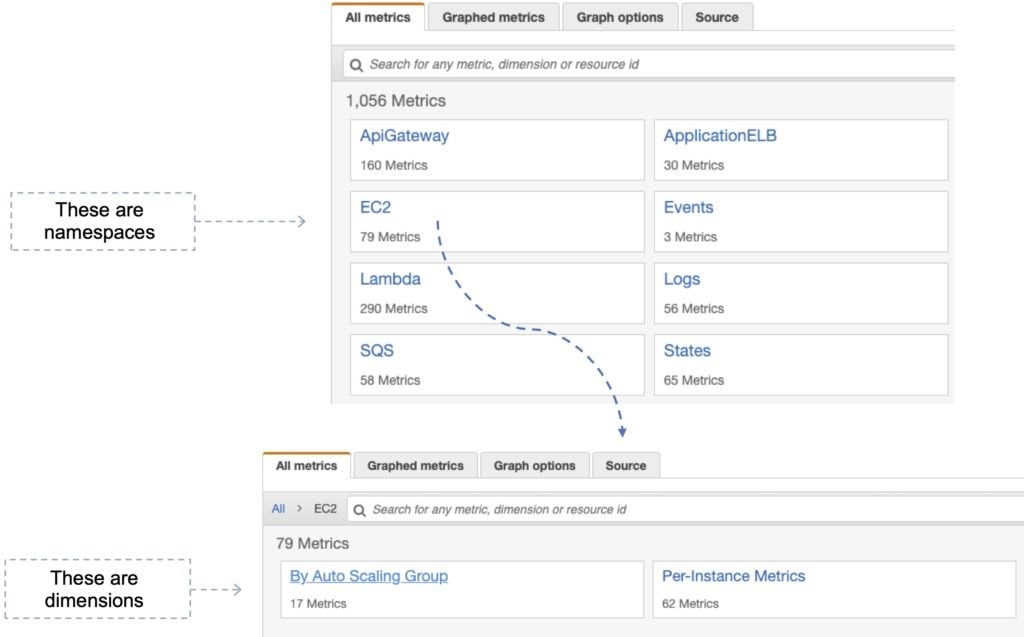 All metrics Graphed metrics Graph options Source
Search for any metric, dimension or resource id
1,056 Metrics
ApiGateway ApplicationELB
160 Metrics 30 Metrics
These are
namespaces
EC2 Events
79 Metrics 3 Metrics
Lambda Logs
290 Metrics 56 Metrics
SQS States
58 Metrics 65 Metrics
All metrics Graphed metrics Graph options Source
All > EC2 Search for any metric, dimension or resource id
79 Metrics
These are
dimensions
By Auto Scaling Group Per-Instance Metrics
17 Metrics 62 Metrics